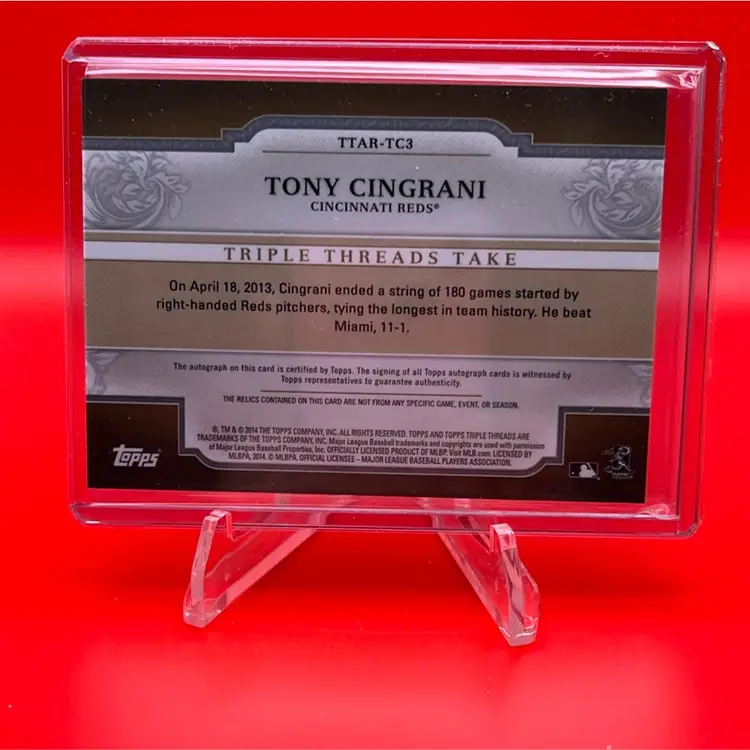 TTAR-TC3
TONY CINGRANI
CINCINNATI REDS®
TRIPLE THREADS TAKE
On April 18, 2013, Cingrani ended a string of 180 games started by
right-handed Reds pitchers, tying the longest in team history. He beat
Miami, 11-1.
The autograph on this card is certified by Topps. The signing of all Topps autograph cards is witnessed by
Topps representatives to guarantee authenticity.
THE RELICS CONTAINED ON THIS CARD ARE NOT FROM ANY SPECIFIC GAME, EVENT, OR SEASON.
®, TM & © 2014 THE TOPPS COMPANY, INC. ALL RIGHTS RESERVED. TOPPS AND TOPPS TRIPLE THREADS ARE
TRADEMARKS OF THE TOPPS COMPANY, INC. Major League Baseball trademarks and copyrights are used with permission
of Major League Baseball Properties, Inc. OFFICIALLY LICENSED PRODUCT OF MLBP. Visit MLB.com. LICENSED BY
MLBPA, 2014. © MLBPA, OFFICIAL LICENSEE – MAJOR LEAGUE BASEBALL PLAYERS ASSOCIATION.
Topps